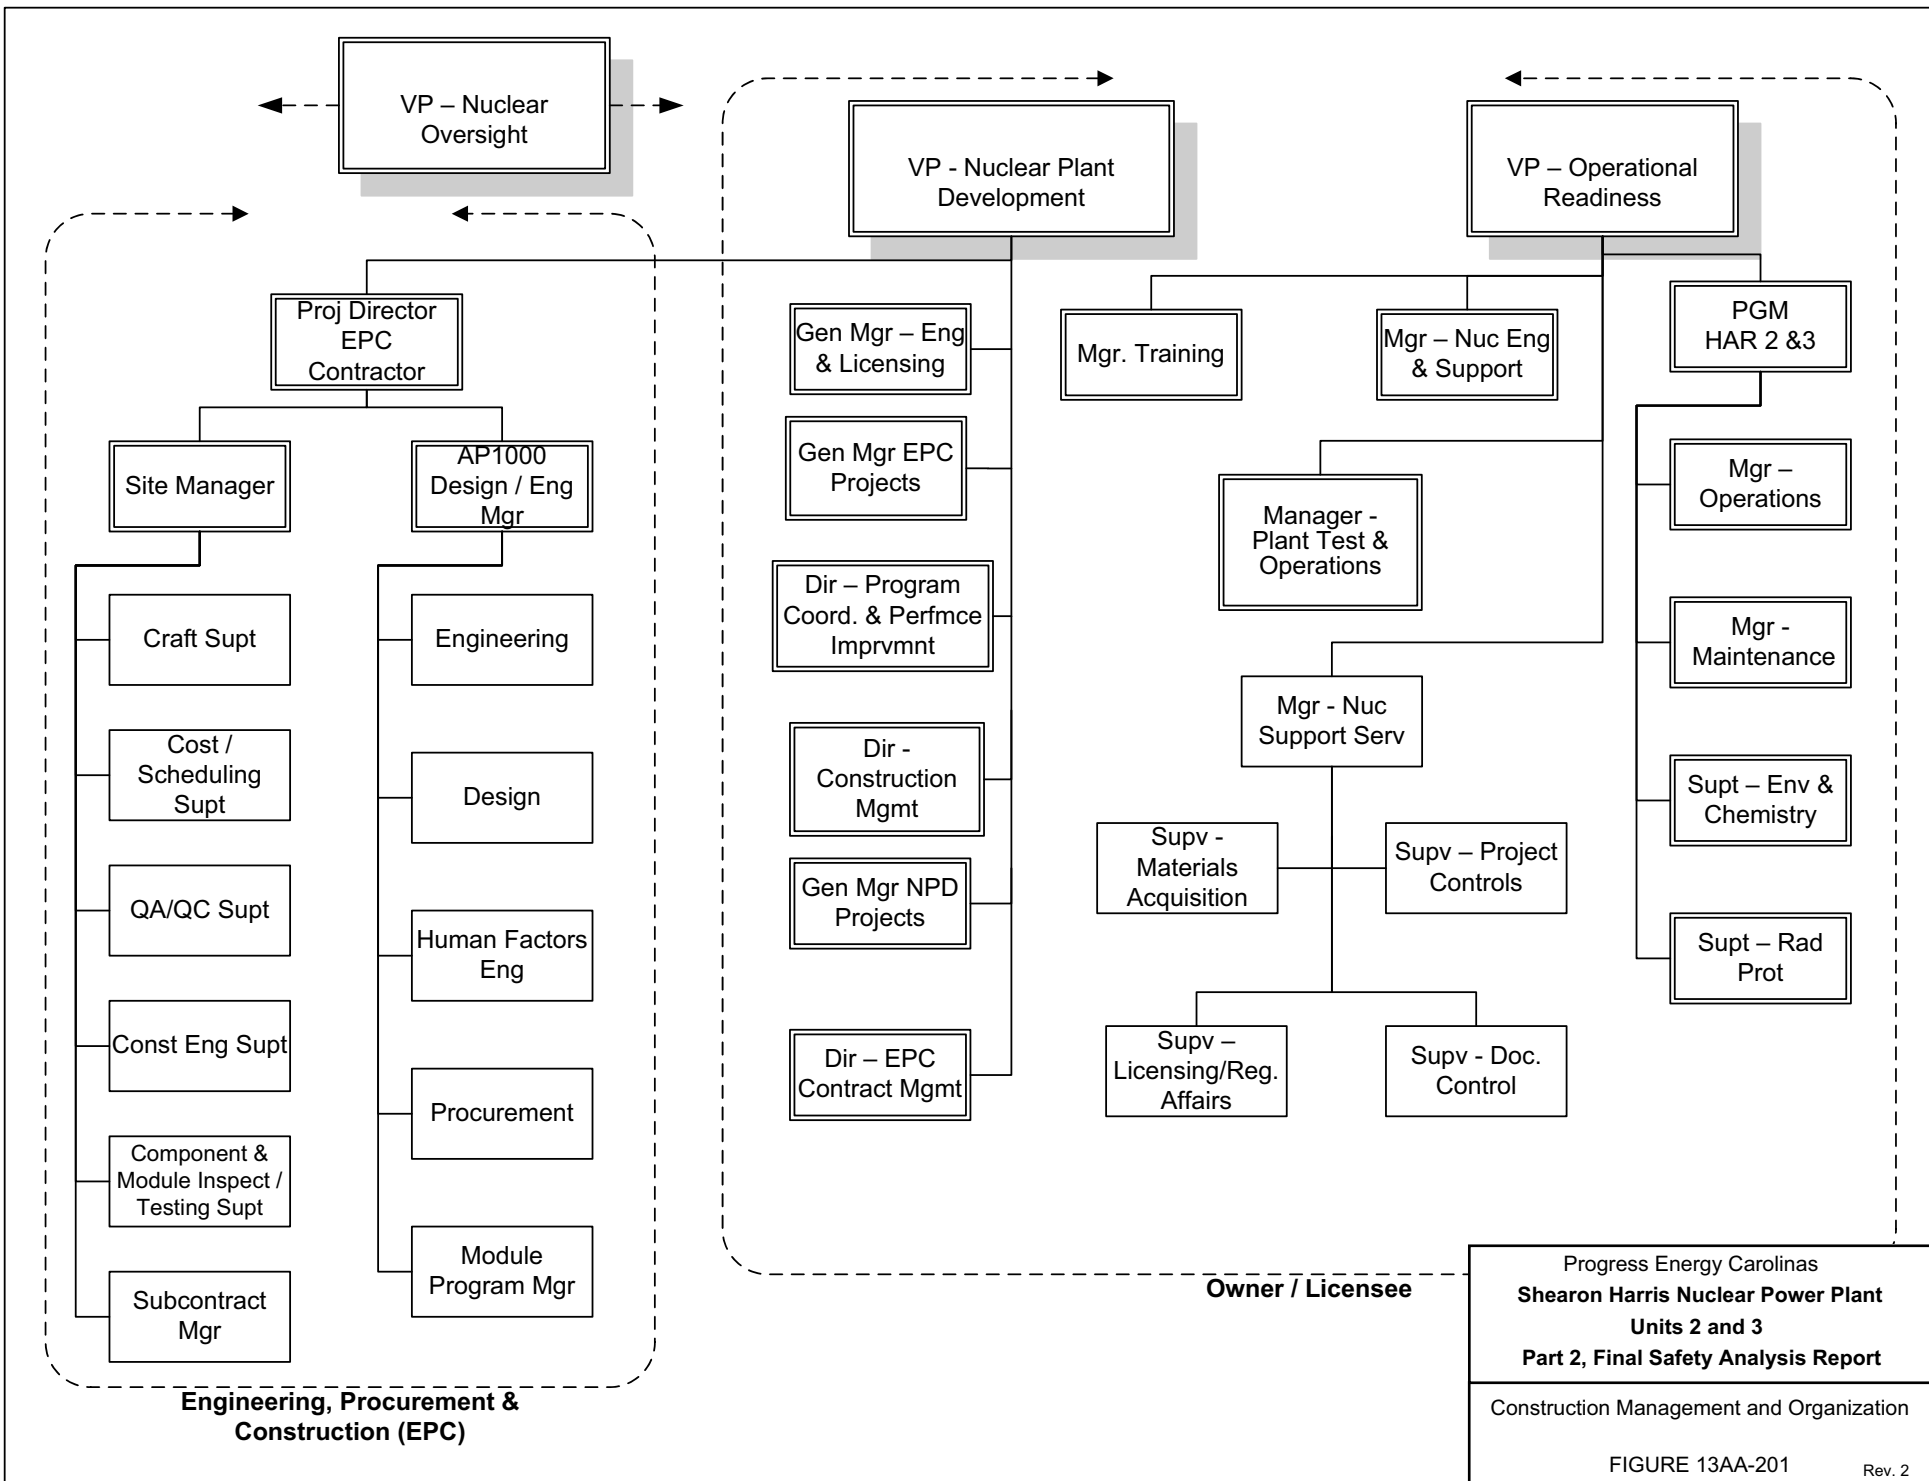 VP – Nuclear
Oversight
VP - Nuclear Plant
Development
VP – Operational
Readiness
Proj Director
EPC
Contractor
Site Manager
AP1000
Design / Eng
Mgr
Craft Supt
Cost /
Scheduling
Supt
QA/QC Supt
Const Eng Supt
Component &
Module Inspect /
Testing Supt
Subcontract
Mgr
Engineering
Design
Human Factors
Eng
Procurement
Module
Program Mgr
Engineering, Procurement &
Construction (EPC)
Gen Mgr – Eng
& Licensing
Gen Mgr EPC
Projects
Dir – Program
Coord. & Perfmce
Imprvmnt
Dir -
Construction
Mgmt
Gen Mgr NPD
Projects
Dir – EPC
Contract Mgmt
Mgr. Training
Mgr – Nuc Eng
& Support
Manager -
Plant Test &
Operations
Mgr - Nuc
Support Serv
Supv -
Materials
Acquisition
Supv – Project
Controls
Supv –
Licensing/Reg.
Affairs
Supv - Doc.
Control
PGM
HAR 2 &3
Mgr –
Operations
Mgr -
Maintenance
Supt – Env &
Chemistry
Supt – Rad
Prot
Owner / Licensee
Progress Energy Carolinas
Shearon Harris Nuclear Power Plant
Units 2 and 3
Part 2, Final Safety Analysis Report
Construction Management and Organization
FIGURE 13AA-201
Rev. 2